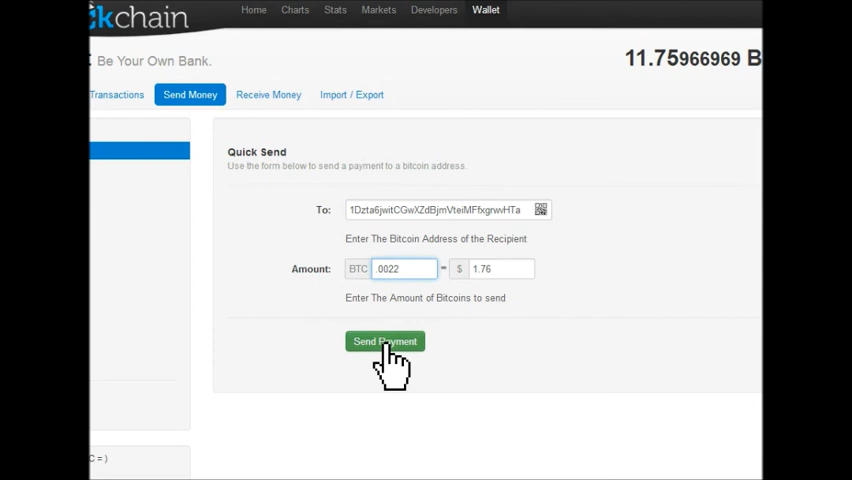 kchain
Home Charts Stats Markets Developers Wallet
Be Your Own Bank.
11.75966969 B
Transactions Send Money Receive Money Import / Export
Quick Send
Use the form below to send a payment to a bitcoin address.
To: 1Dzta6jwitCGwXZdBjmVteiMFfxgrwvHTa
Enter The Bitcoin Address of the Recipient
Amount: BTC .0022 = $ 1.76
Enter The Amount of Bitcoins to send
Send Payment
C = )